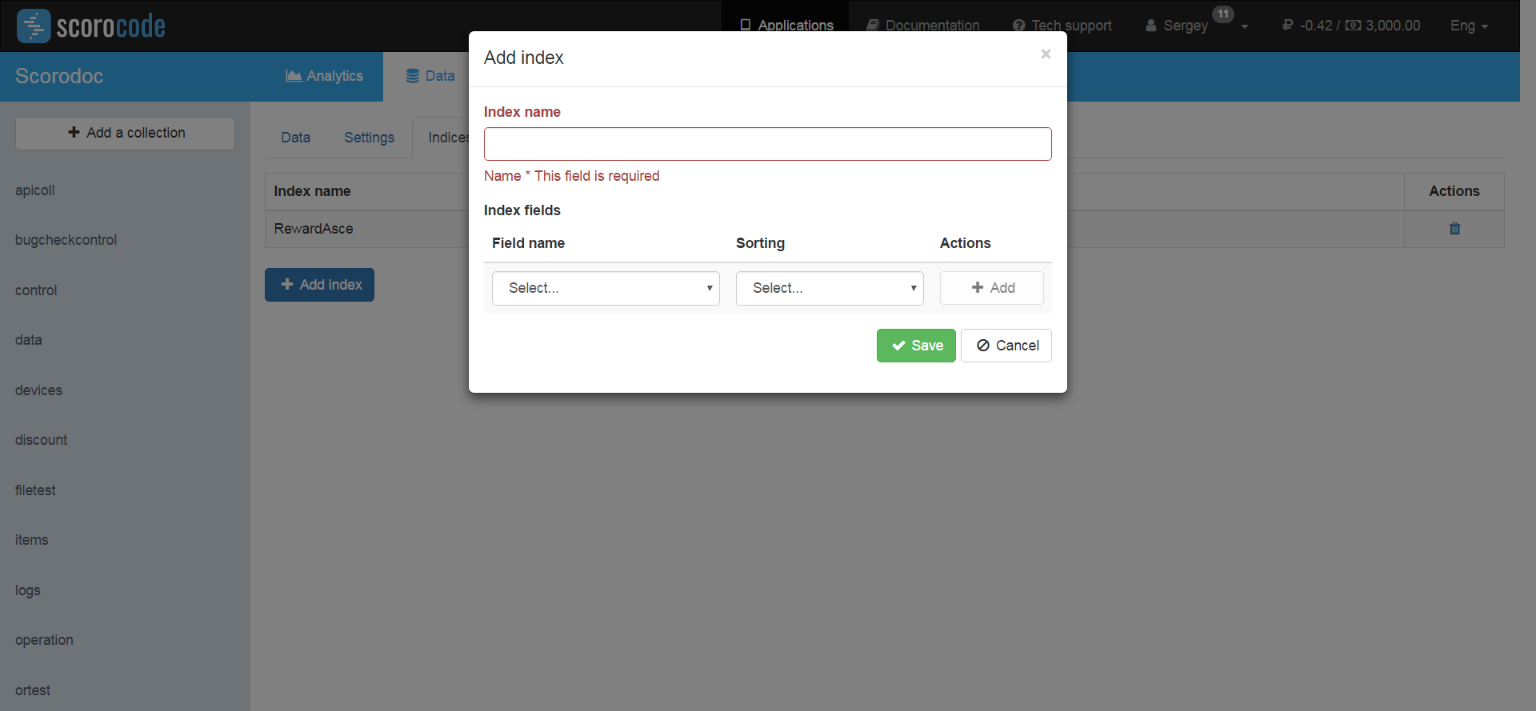 scorocode
Applications
Documentation
Tech support
Sergey
11
-0.42 / 3,000.00
Eng
Scorodoc
Analytics
Data
Add a collection
apicoll
bugcheckcontrol
control
data
devices
discount
filetest
items
logs
operation
ortest
Data
Settings
Indices
Index name
Actions
RewardAsce
Add index
Add index
×
Index name
Name * This field is required
Index fields
Field name
Sorting
Actions
Select...
Select...
Add
Save
Cancel